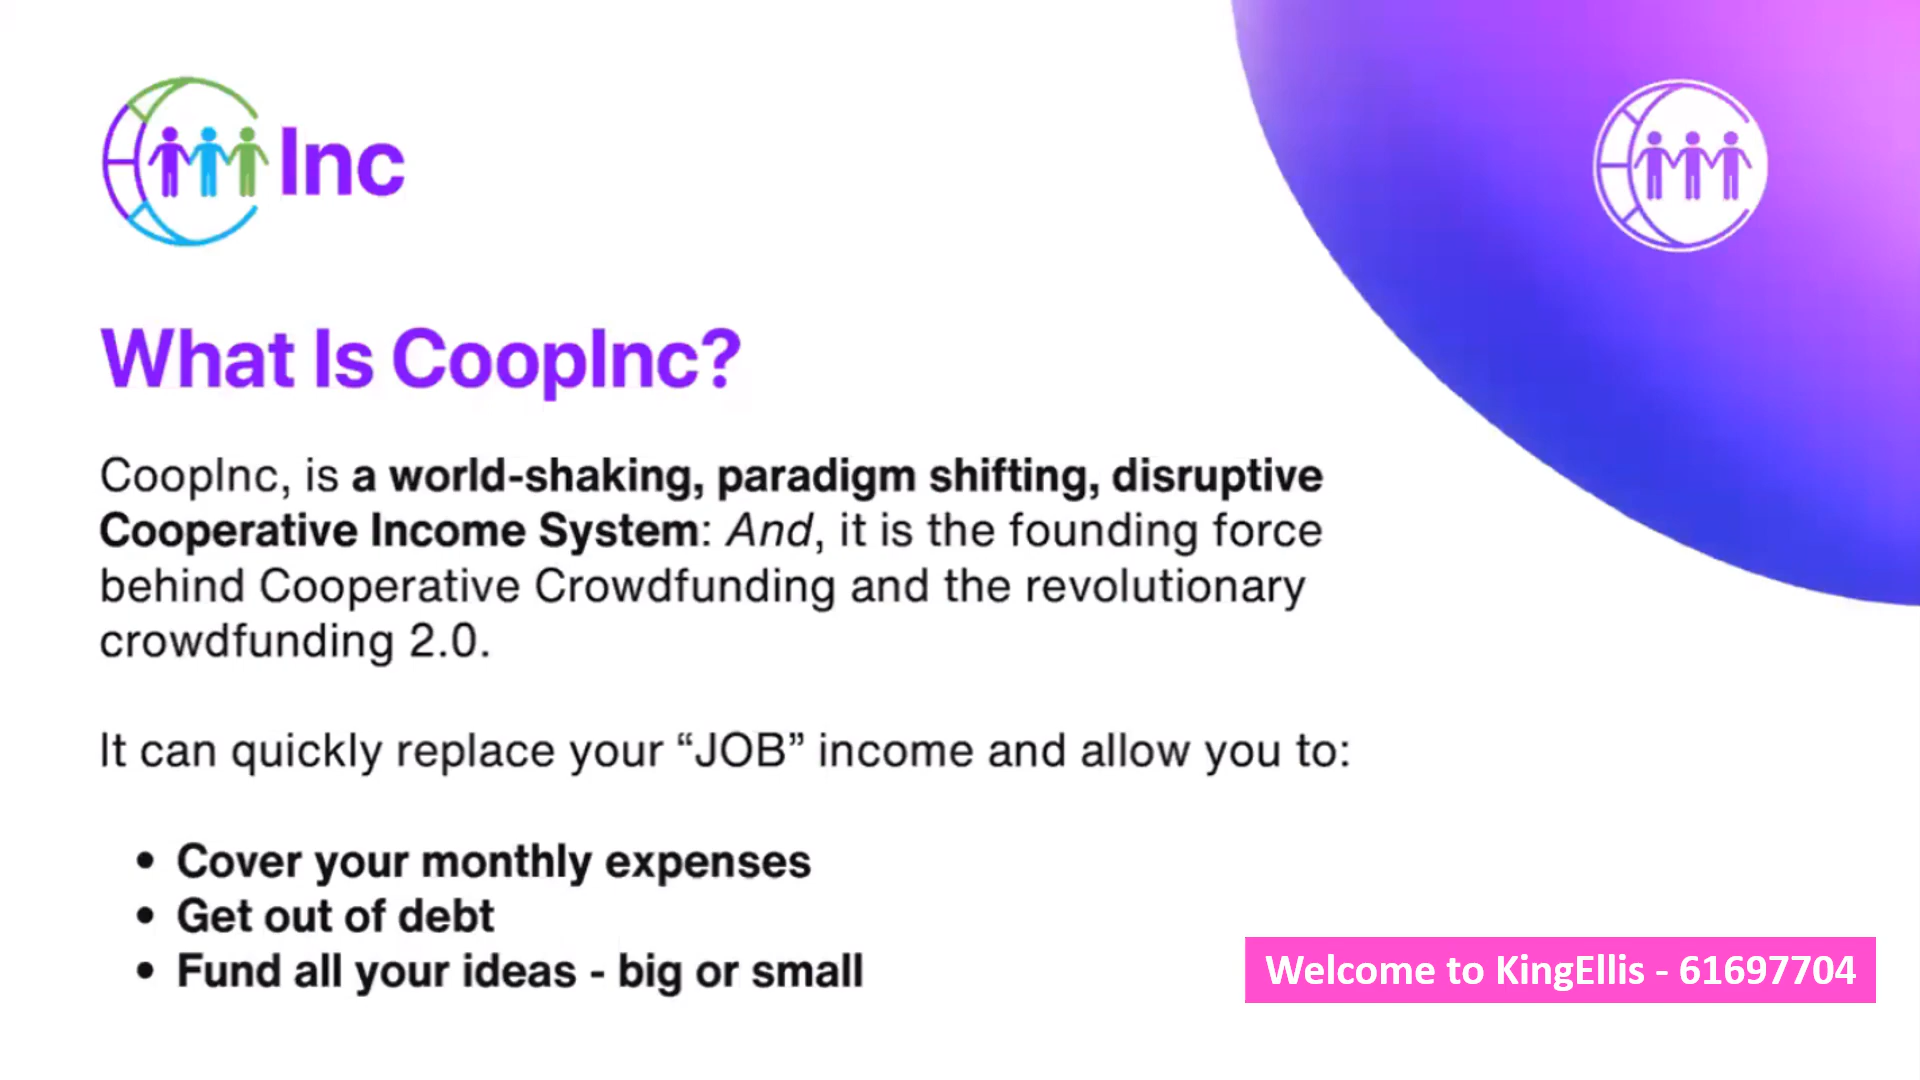 Inc
What Is CoopInc?
CoopInc, is a world-shaking, paradigm shifting, disruptive
Cooperative Income System: And, it is the founding force
behind Cooperative Crowdfunding and the revolutionary
crowdfunding 2.0.
It can quickly replace your “JOB” income and allow you to:
• Cover your monthly expenses
• Get out of debt
• Fund all your ideas - big or small
Welcome to KingEllis - 61697704